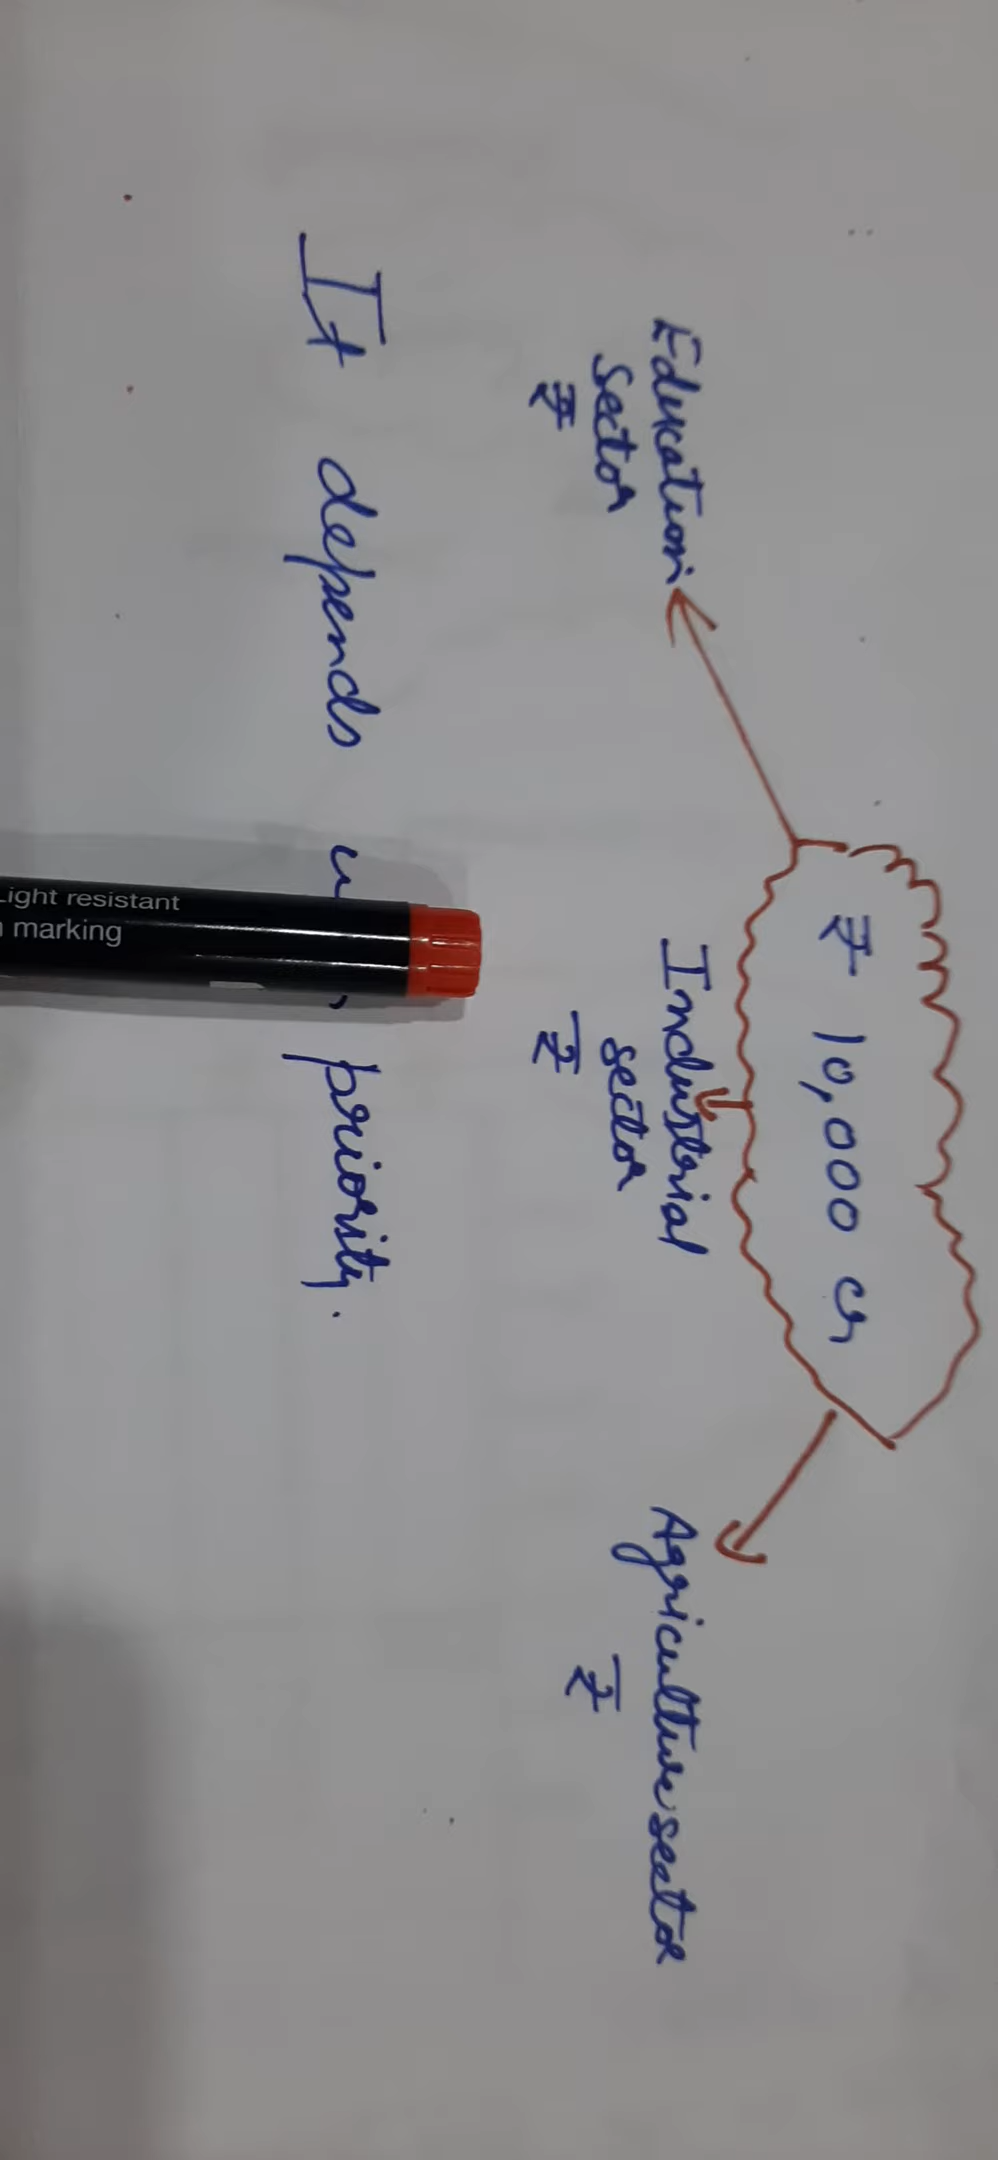 ₹ 10,000 cr
Education
sector
₹
Industrial
sector
₹
Agriculture sector
₹
It depends priority.
Light resistant
marking